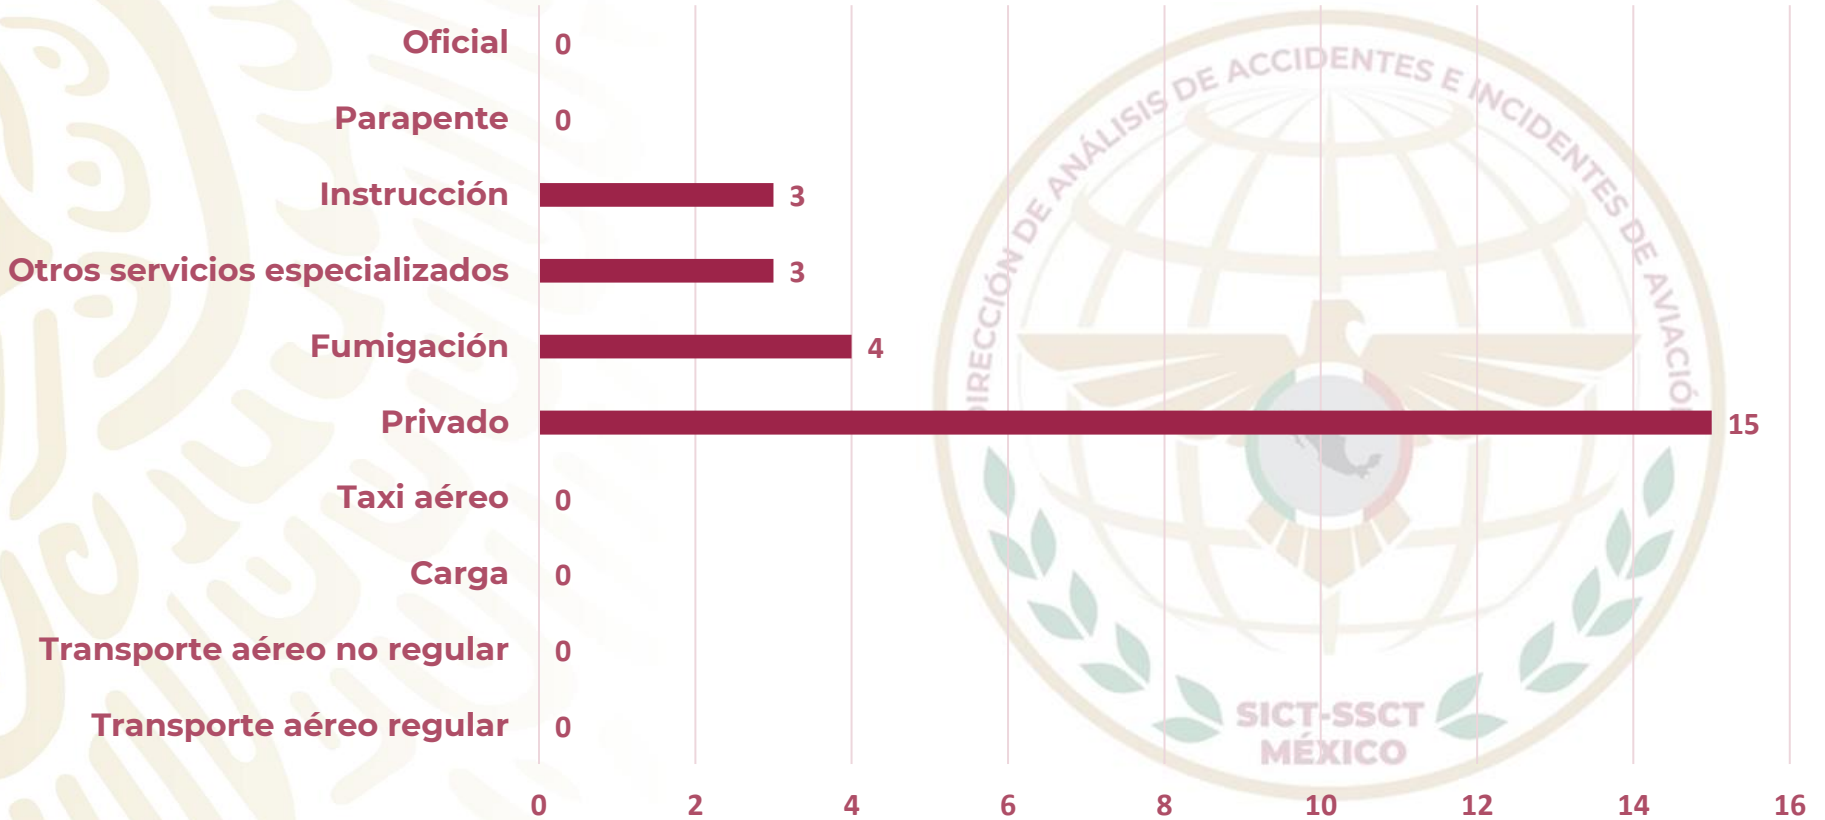 Oficial 0
Parapente 0
Instrucción 3
Otros servicios especializados 3
Fumigación 4
Privado 15
Taxi aéreo 0
Carga 0
Transporte aéreo no regular 0
Transporte aéreo regular 0
0 2 4 6 8 10 12 14 16
DIRECCIÓN DE ANÁLISIS DE ACCIDENTES E INCIDENTES DE AVIACIÓN
SICT-SSCT
MÉXICO